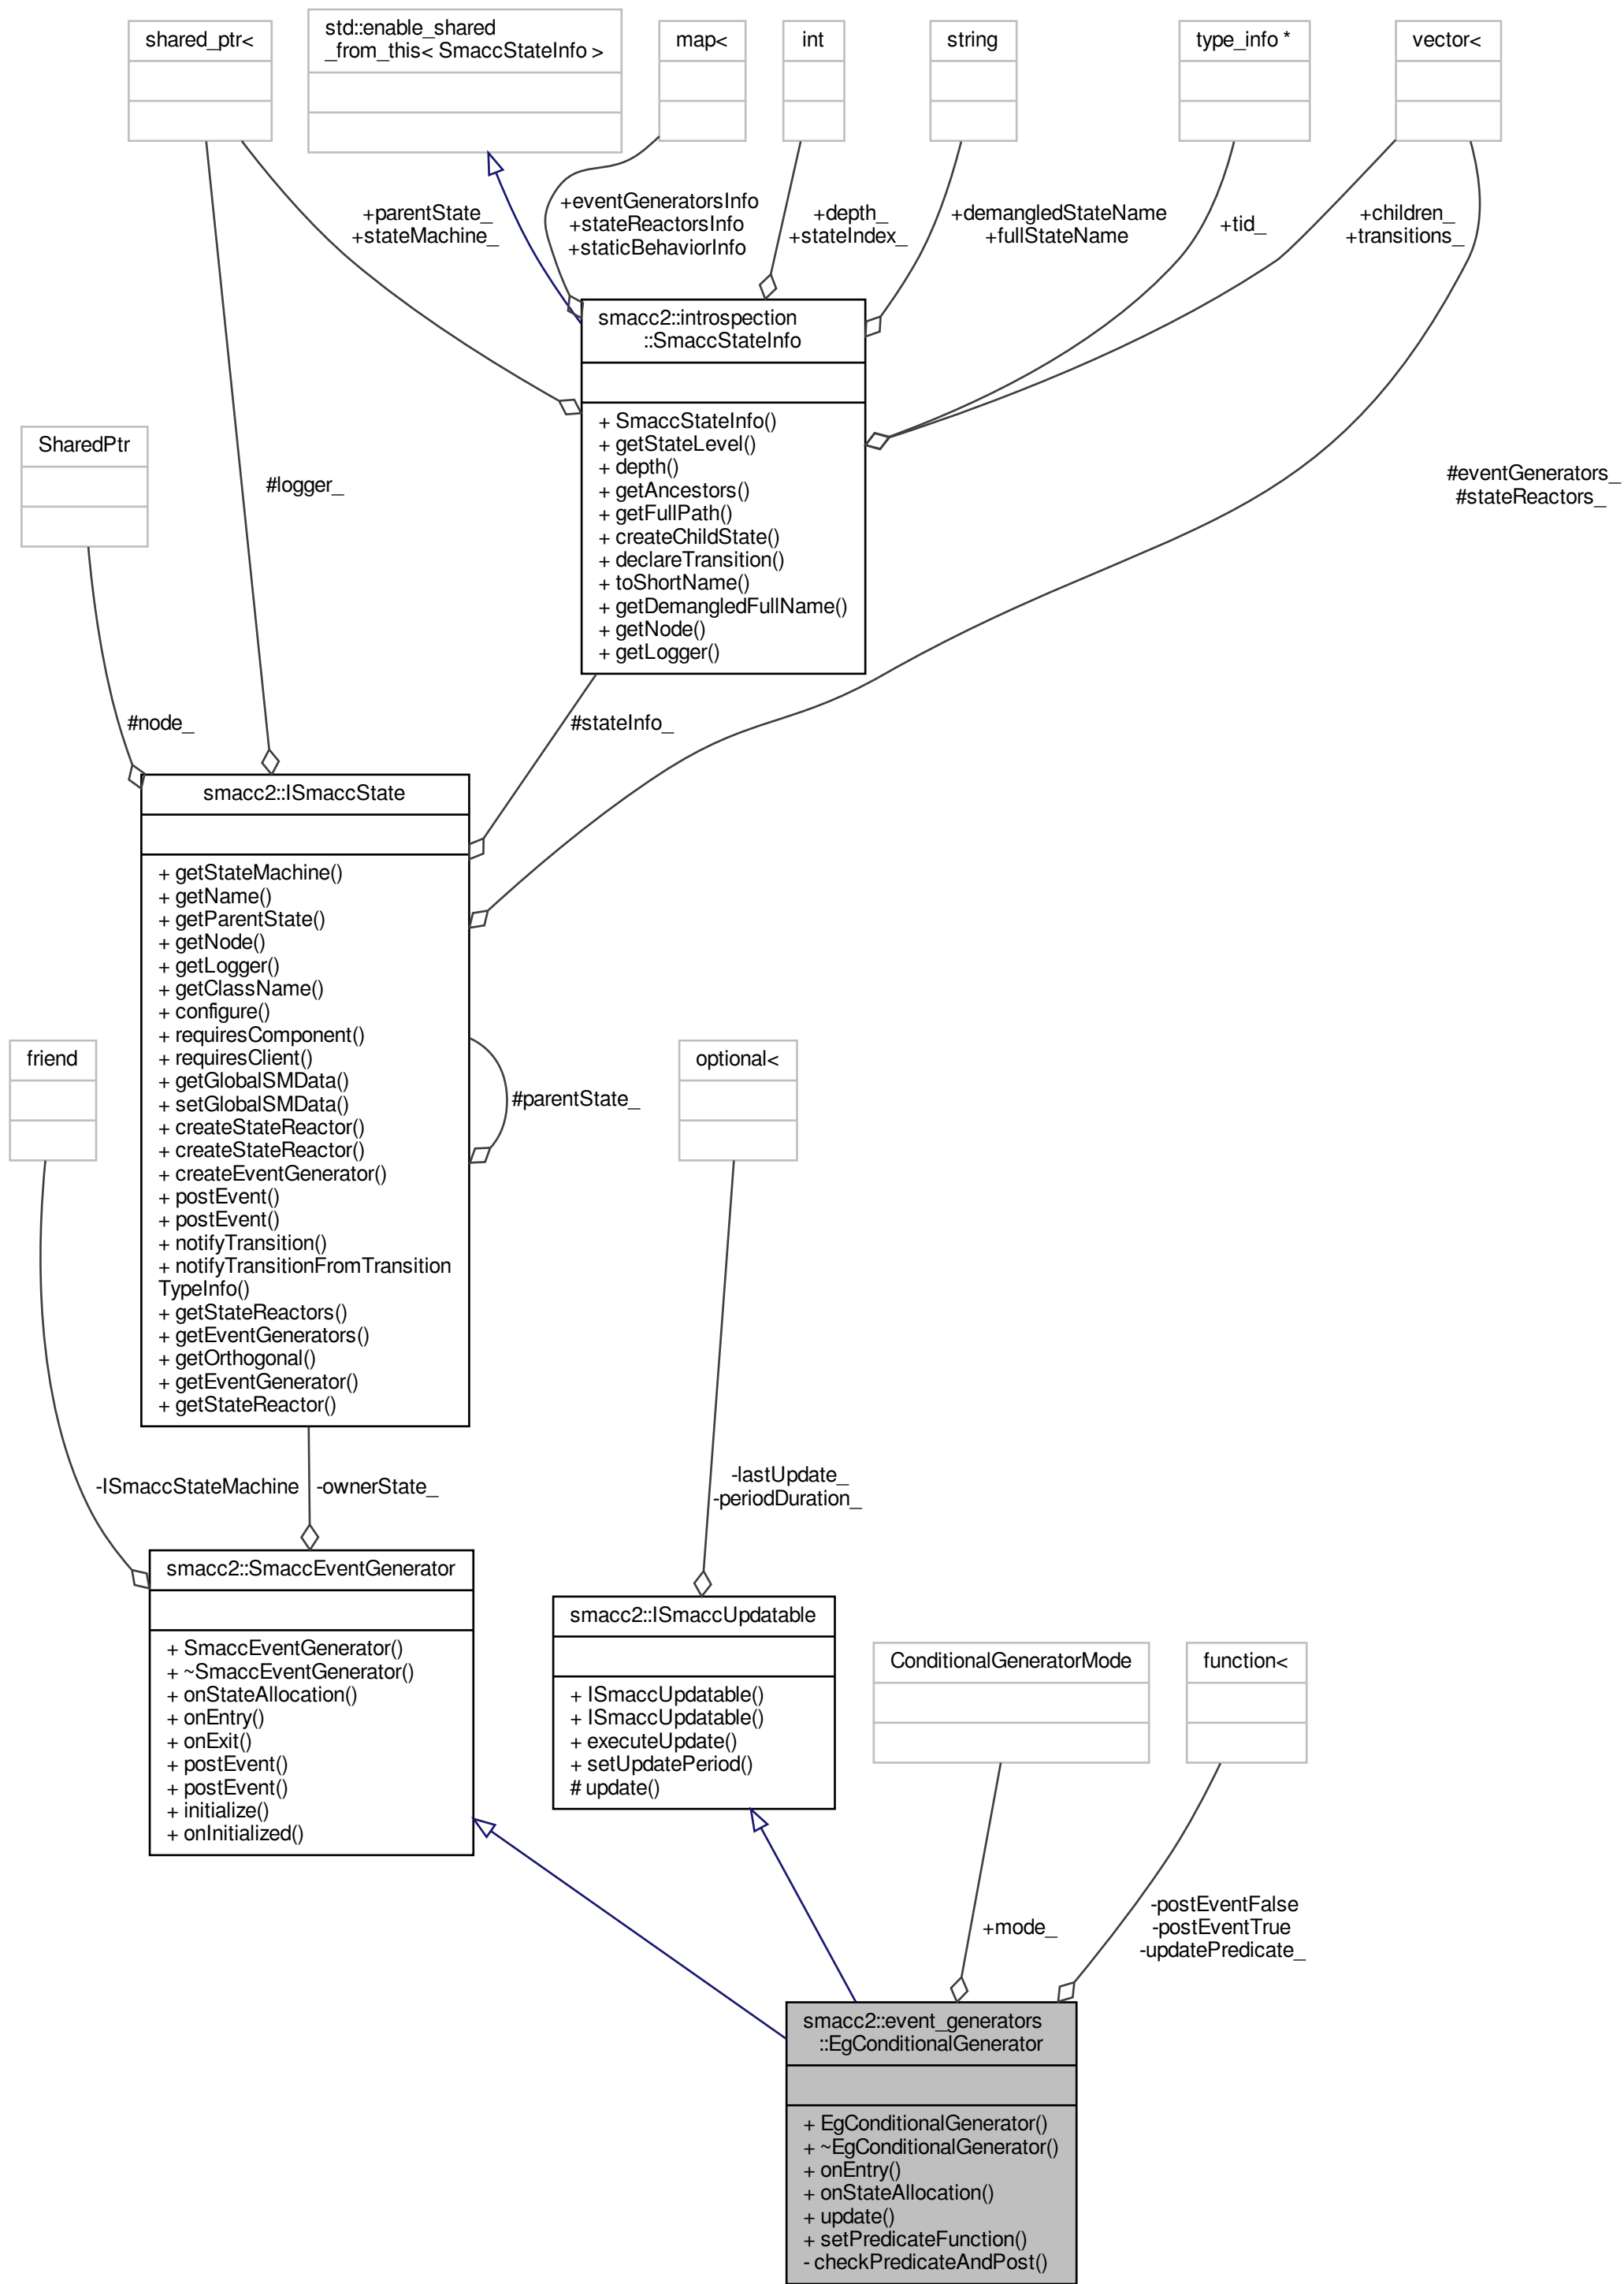 shared_ptr<
std::enable_shared
_from_this< SmaccStateInfo >
map<
int
string
type_info *
vector<
+parentState_
+stateMachine_
+eventGeneratorsInfo
+stateReactorsInfo
+staticBehaviorInfo
+depth_
+stateIndex_
+demangledStateName
+fullStateName
+tid_
+children_
+transitions_
smacc2::introspection
::SmaccStateInfo
+ SmaccStateInfo()
+ getStateLevel()
+ depth()
+ getAncestors()
+ getFullPath()
+ createChildState()
+ declareTransition()
+ toShortName()
+ getDemangledFullName()
+ getNode()
+ getLogger()
SharedPtr
#logger_
#eventGenerators_
#stateReactors_
#node_
#stateInfo_
smacc2::ISmaccState
+ getStateMachine()
+ getName()
+ getParentState()
+ getNode()
+ getLogger()
+ getClassName()
+ configure()
+ requiresComponent()
+ requiresClient()
+ getGlobalSMData()
+ setGlobalSMData()
+ createStateReactor()
+ createStateReactor()
+ createEventGenerator()
+ postEvent()
+ postEvent()
+ notifyTransition()
+ notifyTransitionFromTransition
TypeInfo()
+ getStateReactors()
+ getEventGenerators()
+ getOrthogonal()
+ getEventGenerator()
+ getStateReactor()
#parentState_
friend
optional<
-ISmaccStateMachine
-ownerState_
-lastUpdate_
-periodDuration_
smacc2::SmaccEventGenerator
+ SmaccEventGenerator()
+ ~SmaccEventGenerator()
+ onStateAllocation()
+ onEntry()
+ onExit()
+ postEvent()
+ postEvent()
+ initialize()
+ onInitialized()
smacc2::ISmaccUpdatable
+ ISmaccUpdatable()
+ ISmaccUpdatable()
+ executeUpdate()
+ setUpdatePeriod()
# update()
ConditionalGeneratorMode
function<
+mode_
-postEventFalse
-postEventTrue
-updatePredicate_
smacc2::event_generators
::EgConditionalGenerator
+ EgConditionalGenerator()
+ ~EgConditionalGenerator()
+ onEntry()
+ onStateAllocation()
+ update()
+ setPredicateFunction()
- checkPredicateAndPost()